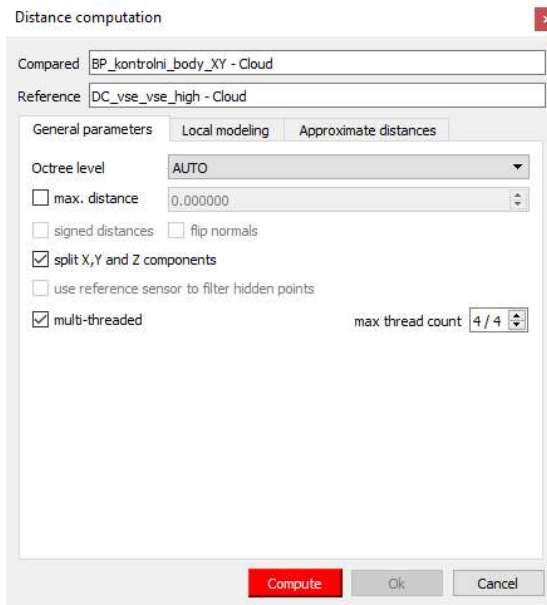 Distance computation
Compared BP_kontrolni_body_XY - Cloud
Reference DC_vse_vse_high - Cloud
General parameters Local modeling Approximate distances
Octree level AUTO
max. distance 0.000000
signed distances flip normals
split X,Y and Z components
use reference sensor to filter hidden points
multi-threaded max thread count 4 / 4
Compute Ok Cancel